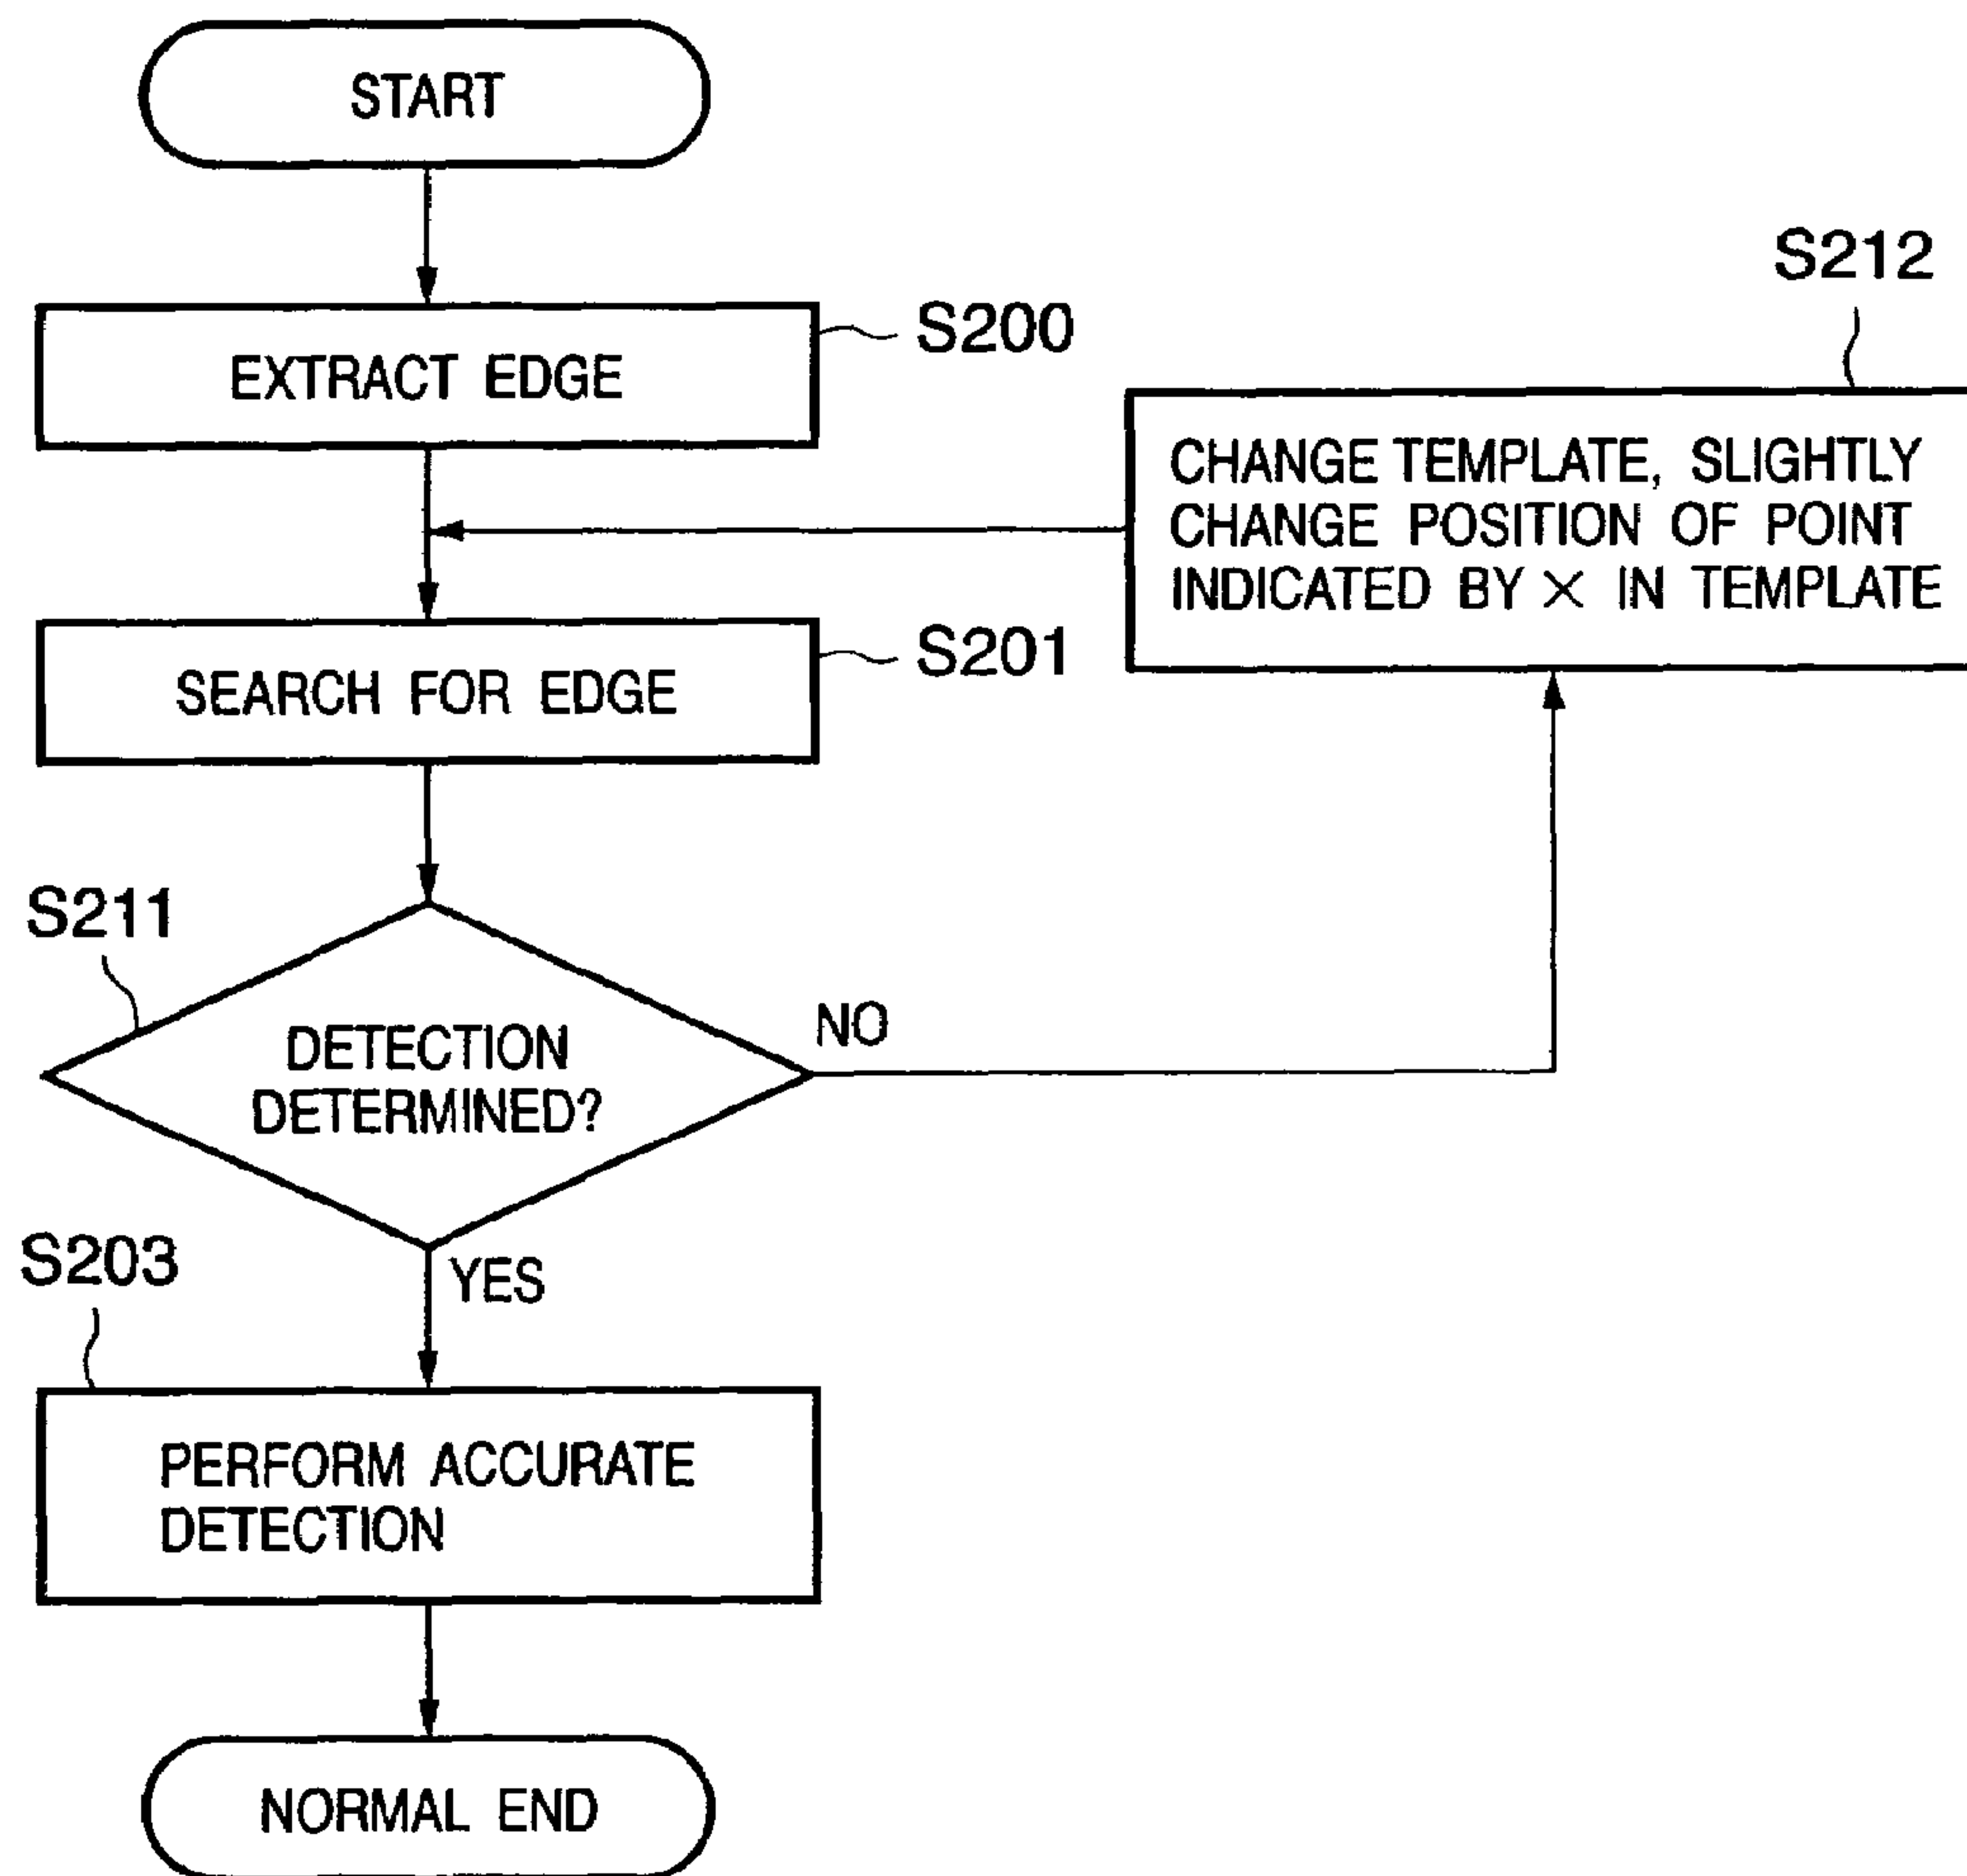 START
S200
EXTRACT EDGE
S212
CHANGE TEMPLATE, SLIGHTLY
CHANGE POSITION OF POINT
INDICATED BY × IN TEMPLATE
S201
SEARCH FOR EDGE
S211
DETECTION
DETERMINED?
NO
YES
S203
PERFORM ACCURATE
DETECTION
NORMAL END